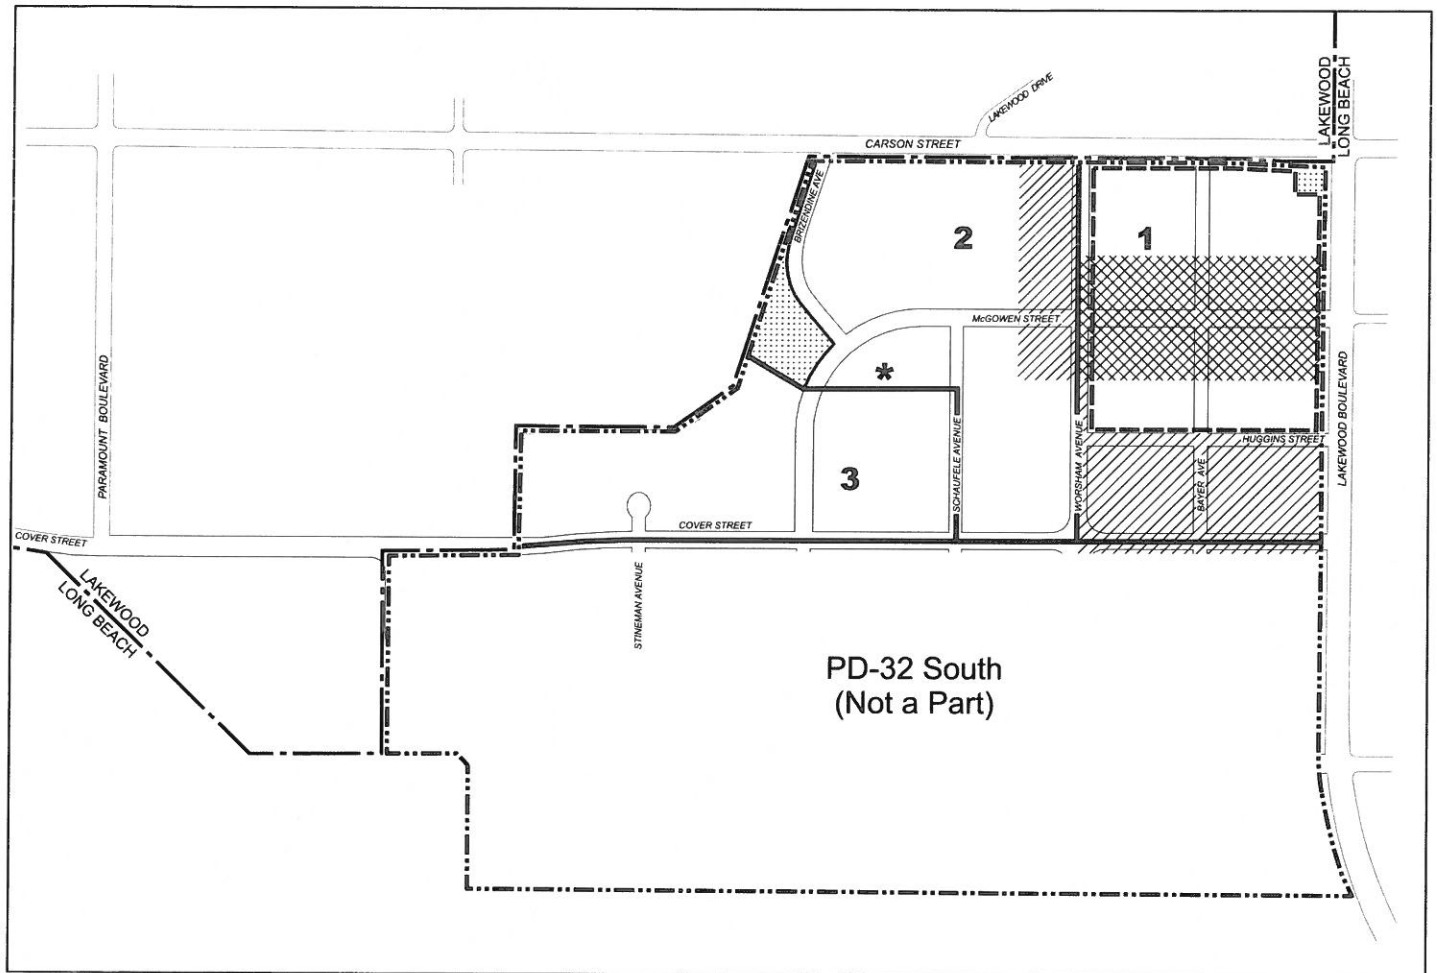 LAKEWOOD
LONG BEACH
LAKEWOOD DRIVE
CARSON STREET
BRIZENDINE AVE
2
1
McGOWEN STREET
*
PARAMOUNT BOULEVARD
LAKEWOOD BOULEVARD
HUGGINS STREET
SCHAUFELE AVENUE
WORSHAM AVENUE
BAYER AVE
3
COVER STREET
COVER STREET
LAKEWOOD
LONG BEACH
STINEMAN AVENUE
PD-32 South
(Not a Part)